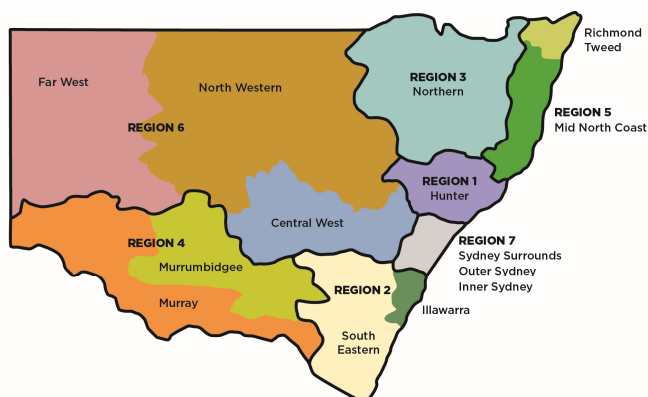 Richmond
Tweed
Far West
North Western
REGION 3
Northern
REGION 5
Mid North Coast
REGION 6
REGION 1
Hunter
Central West
REGION 4
Murrumbidgee
Murray
REGION 7
Sydney Surrounds
Outer Sydney
Inner Sydney
REGION 2
South
Eastern
Illawarra